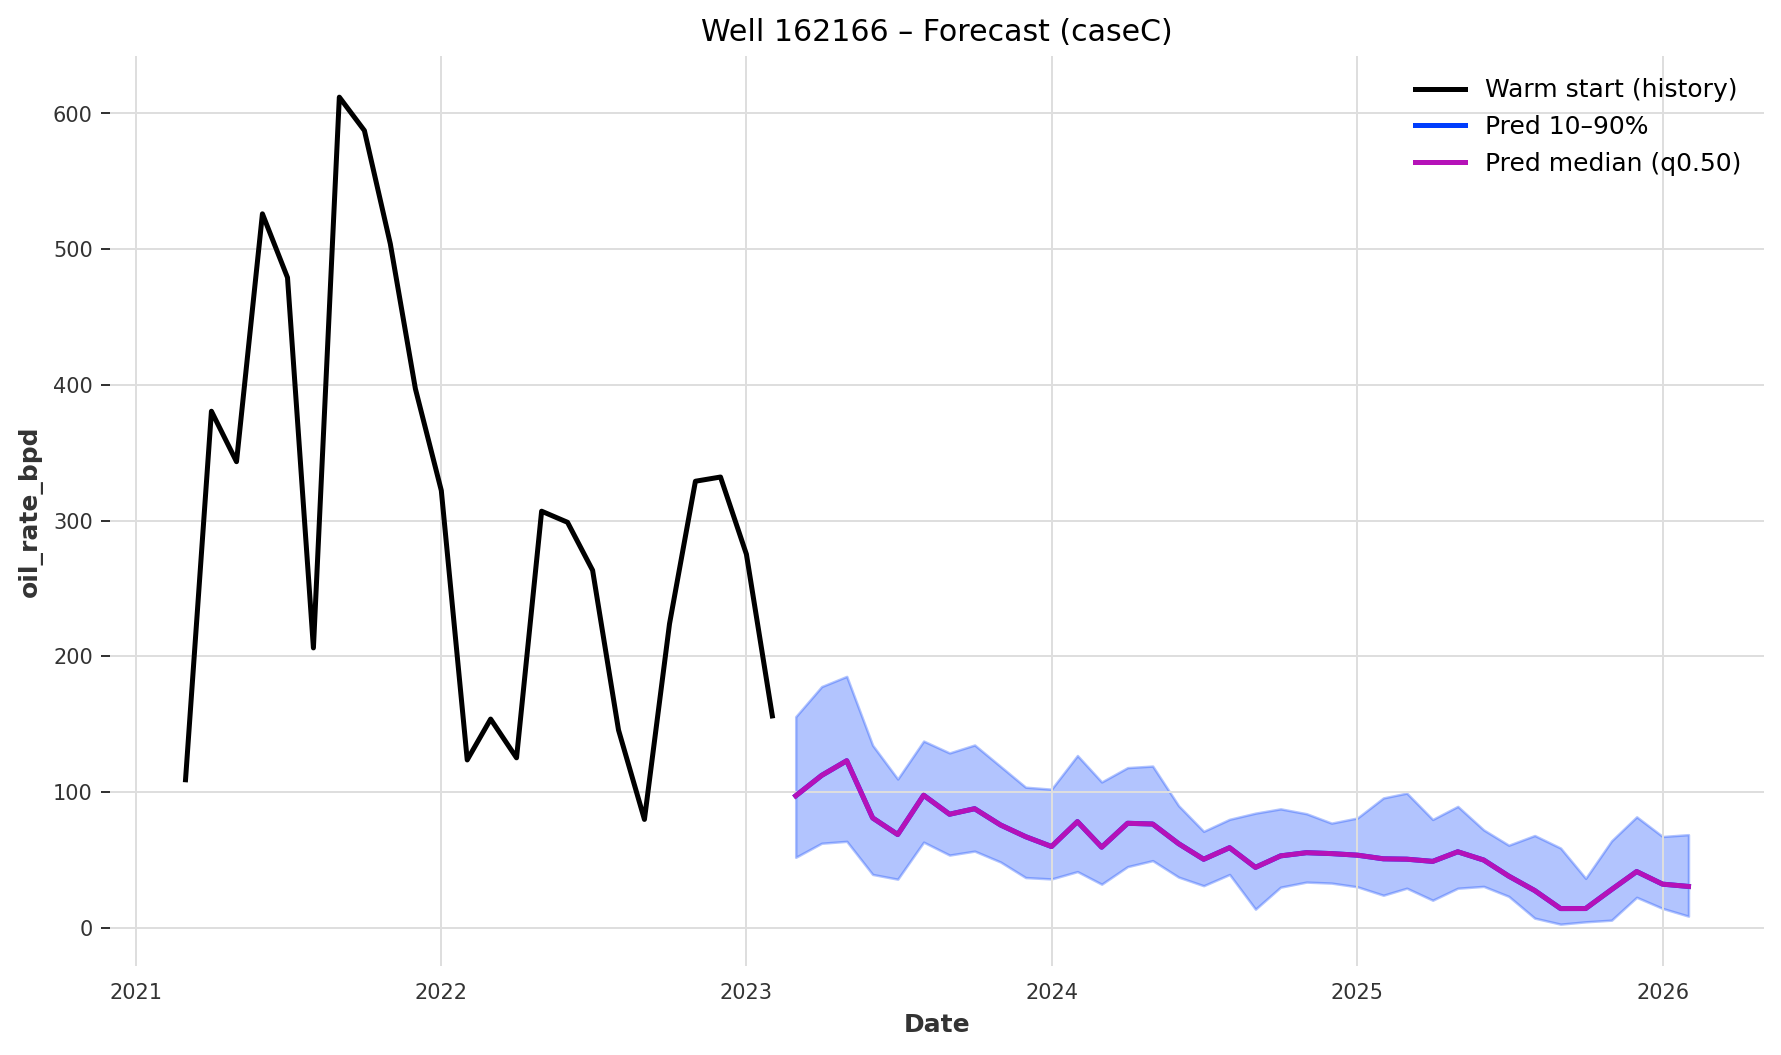 Well 162166 – Forecast (caseC)
Warm start (history)
Pred 10–90%
Pred median (q0.50)
600
500
400
300
200
100
0
oil_rate_bpd
2021 2022 2023 2024 2025 2026
Date